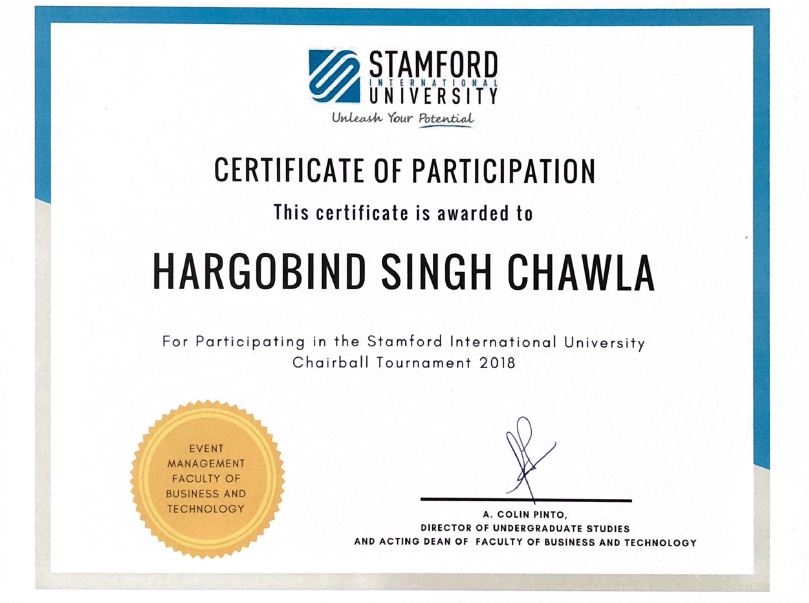 STAMFORD
INTERNATIONAL
UNIVERSITY
Unleash Your Potential
CERTIFICATE OF PARTICIPATION
This certificate is awarded to
HARGOBIND SINGH CHAWLA
For Participating in the Stamford International University
Chairball Tournament 2018
EVENT
MANAGEMENT
FACULTY OF
BUSINESS AND
TECHNOLOGY
A. COLIN PINTO,
DIRECTOR OF UNDERGRADUATE STUDIES
AND ACTING DEAN OF FACULTY OF BUSINESS AND TECHNOLOGY